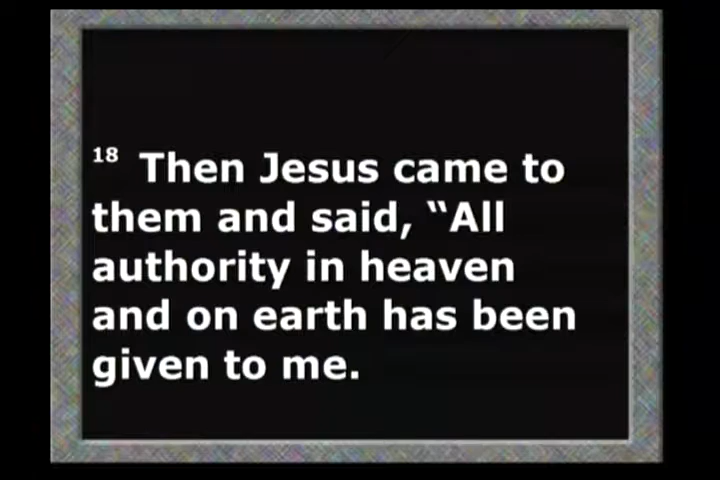 18 Then Jesus came to
them and said, “All
authority in heaven
and on earth has been
given to me.